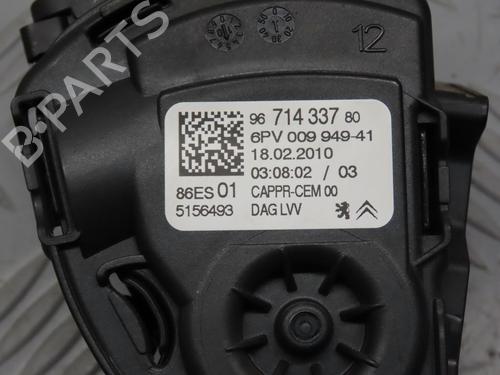 12
96 714 337 80
6PV 009 949-41
18.02.2010
03:08:02 / 03
86ES 01 CAPPR-CEM 00
5156493 DAG LVV